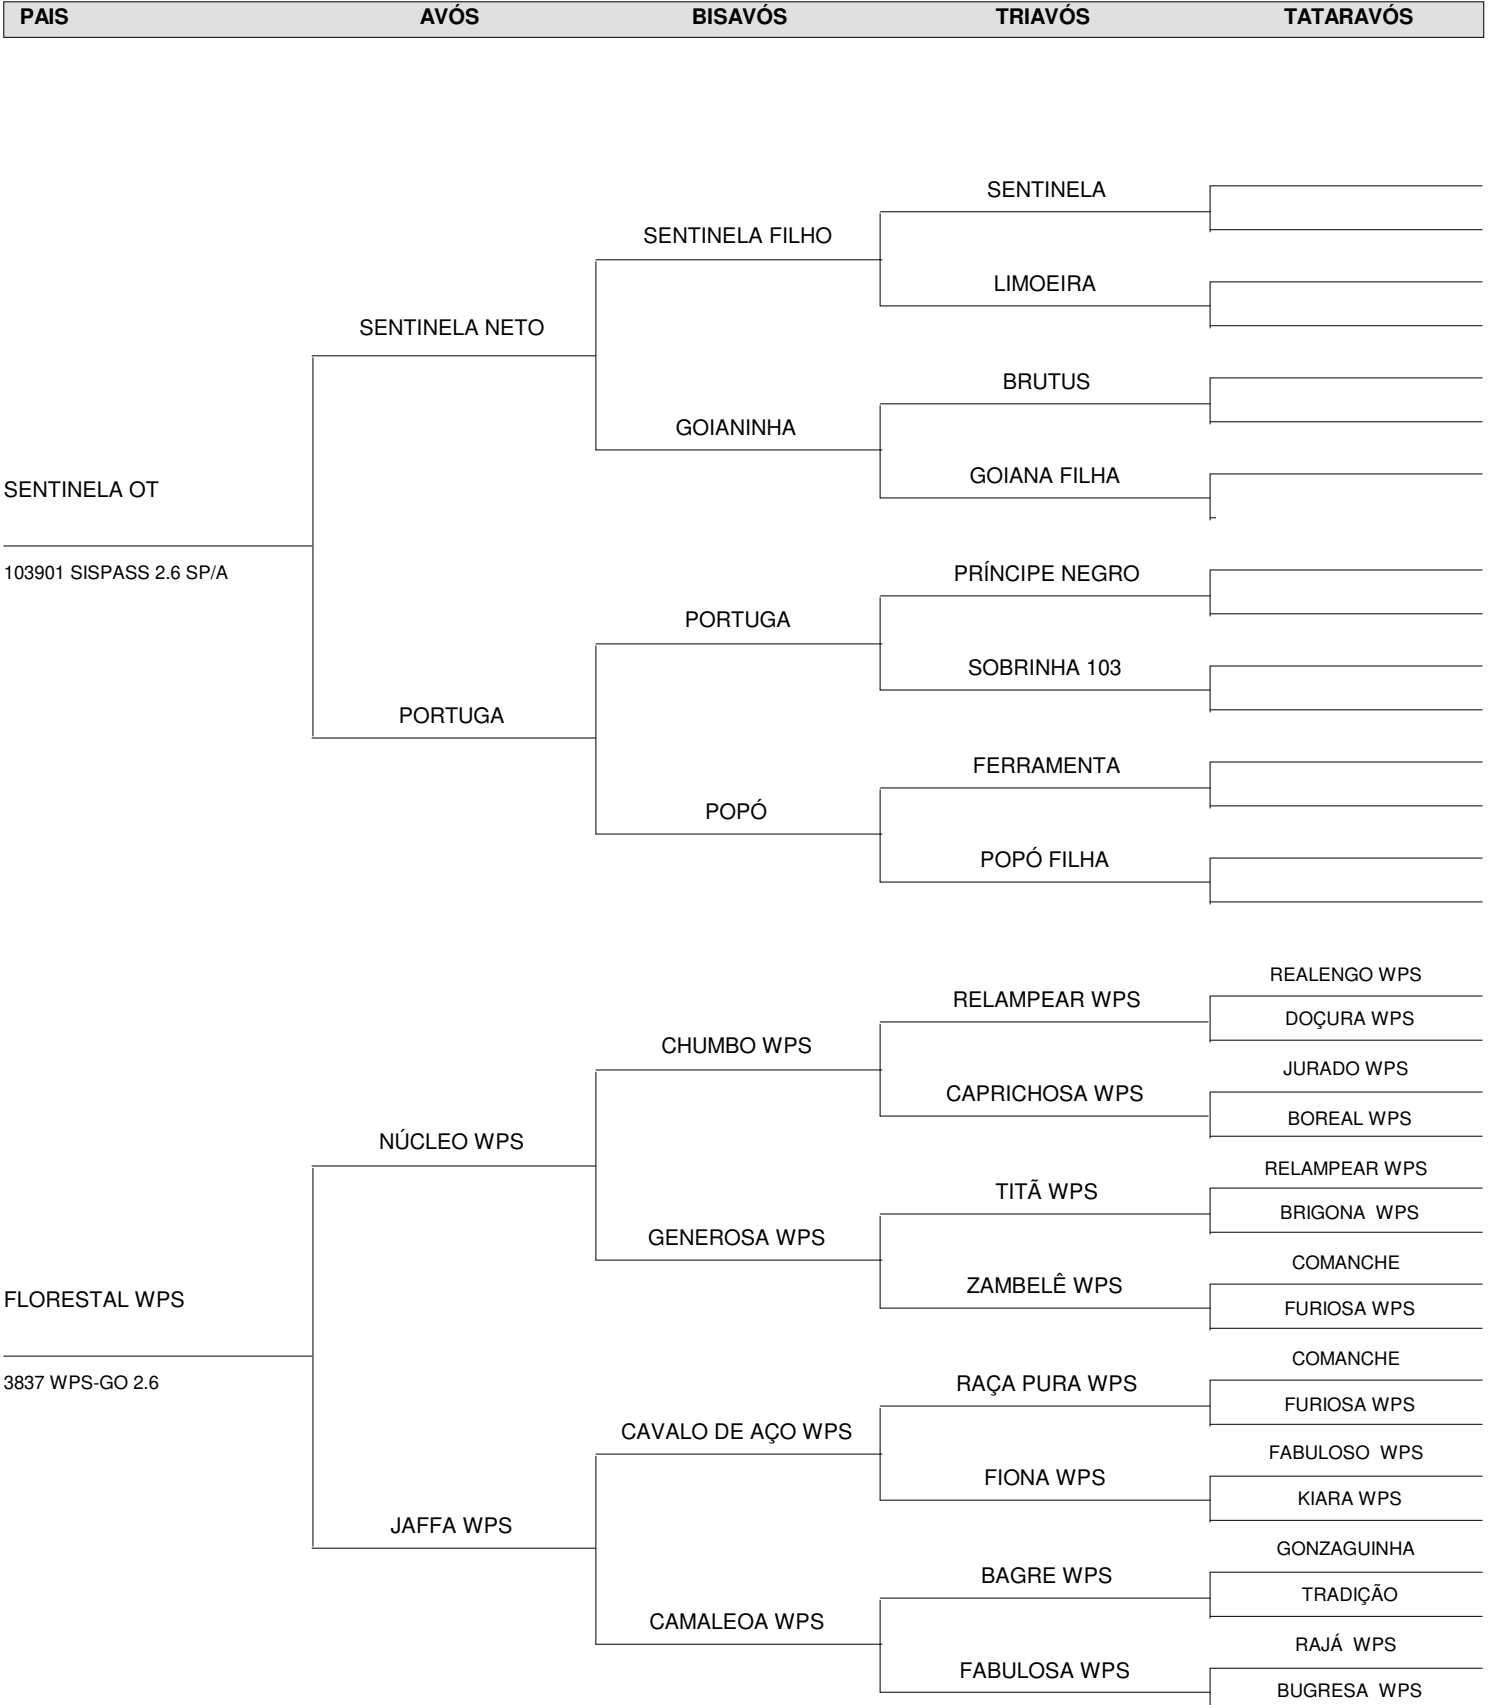 PAIS AVÓS BISAVÓS TRIAVÓS TATARAVÓS
SENTINELA
SENTINELA FILHO
LIMOEIRA
SENTINELA NETO
BRUTUS
GOIANINHA
GOIANA FILHA
SENTINELA OT
103901 SISPASS 2.6 SP/A
PRÍNCIPE NEGRO
PORTUGA
SOBRINHA 103
PORTUGA
FERRAMENTA
POPÓ
POPÓ FILHA
REALENGO WPS
RELAMPEAR WPS
DOÇURA WPS
CHUMBO WPS
JURADO WPS
CAPRICHOSA WPS
BOREAL WPS
NÚCLEO WPS
RELAMPEAR WPS
TITÃ WPS
BRIGONA WPS
GENEROSA WPS
COMANCHE
ZAMBELÊ WPS
FLORESTAL WPS
FURIOSA WPS
COMANCHE
3837 WPS-GO 2.6
RAÇA PURA WPS
FURIOSA WPS
CAVALO DE AÇO WPS
FABULOSO WPS
FIONA WPS
KIARA WPS
JAFFA WPS
GONZAGUINHA
BAGRE WPS
TRADIÇÃO
CAMALEOA WPS
RAJÁ WPS
FABULOSA WPS
BUGRESA WPS